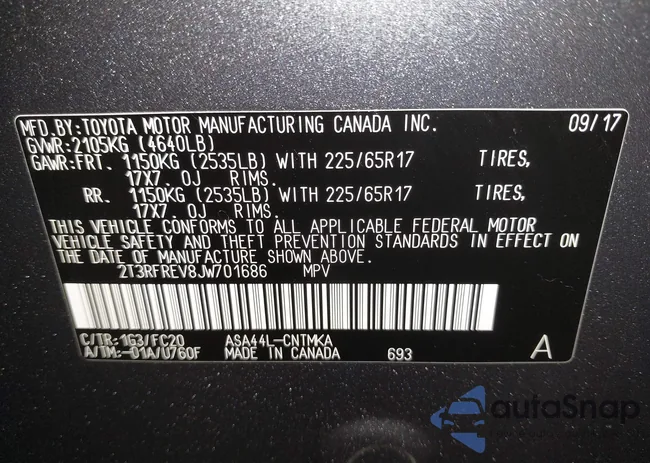 MFD.BY:TOYOTA MOTOR MANUFACTURING CANADA INC. 09/17
GVWR:2105KG (4640LB)
GAWR:FRT. 1150KG (2535LB) WITH 225/65R17 TIRES,
17X7.0J RIMS.
RR. 1150KG (2535LB) WITH 225/65R17 TIRES,
17X7.0J RIMS.
THIS VEHICLE CONFORMS TO ALL APPLICABLE FEDERAL MOTOR
VEHICLE SAFETY AND THEFT PREVENTION STANDARDS IN EFFECT ON
THE DATE OF MANUFACTURE SHOWN ABOVE.
2T3RFREV8JW701686 MPV
C/TR:1G3/FC20 ASA44L-CNTMKA
A/TM:-01A/U760F MADE IN CANADA 693 A
autoSnap